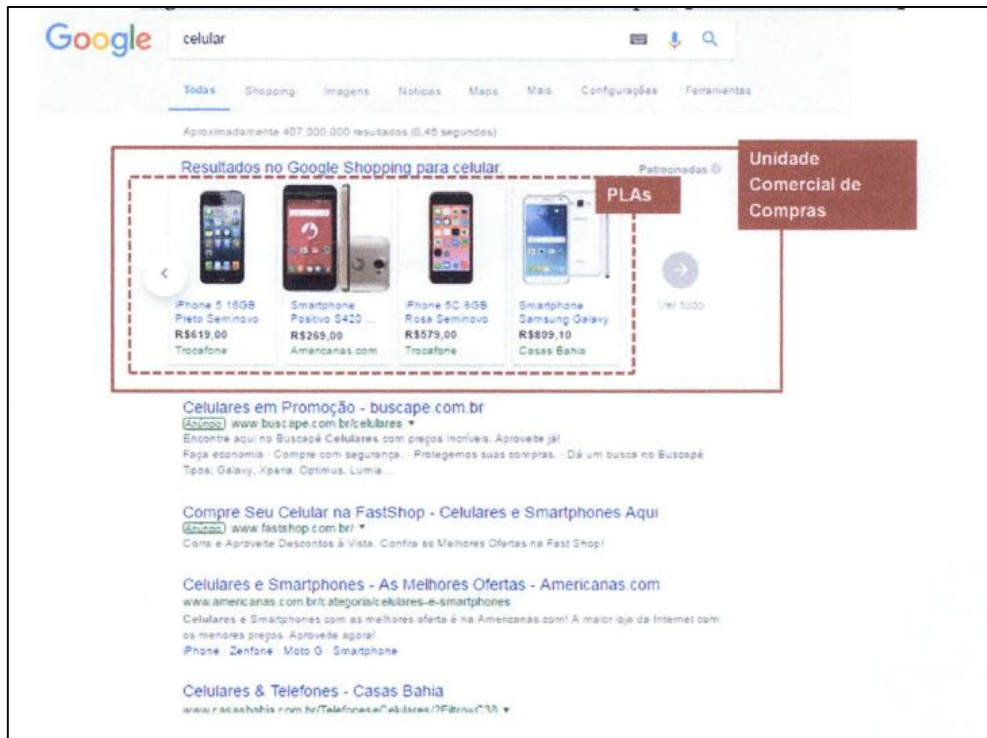 Google
celular
Todas Shopping Imagens Notícias Maps Mais Configurações Ferramentas
Aproximadamente 407.000.000 resultados (0,46 segundos)
Resultados no Google Shopping para celular.
Patrocinadas
Unidade
Comercial de
Compras
PLAs
iPhone 5 16GB
Preto Seminovo
R$619,00
Trocafone
Smartphone
Positivo S420 ...
R$269,00
Americanas.com
iPhone 5C 8GB
Rosa Seminovo
R$579,00
Trocafone
Smartphone
Samsung Galaxy
R$809,10
Casas Bahia
Ver tudo
Celulares em Promoção - buscape.com.br
Anúncio www.buscape.com.br/celulares
Encontre aqui no Buscapé Celulares com preços Incríveis. Aproveite já!
Faça economia · Compre com segurança. · Protegemos suas compras. · Dá um busca no Buscapé
Tipos: Galaxy, Xperia, Optimus, Lumia...
Compre Seu Celular na FastShop - Celulares e Smartphones Aqui
Anúncio www.fastshop.com.br/
Corra e Aproveite Descontos à Vista. Confira as Melhores Ofertas na Fast Shop!
Celulares e Smartphones - As Melhores Ofertas - Americanas.com
www.americanas.com.br/categoria/celulares-e-smartphones
Celulares e Smartphones com as melhores oferta é na Americanas.com! A maior loja da Internet com
os menores preços. Aproveite agora!
iPhone · Zenfone · Moto G · Smartphone
Celulares & Telefones - Casas Bahia
www.casasbahia.com.br/TelefoneseCelulares/?Filtro=C38